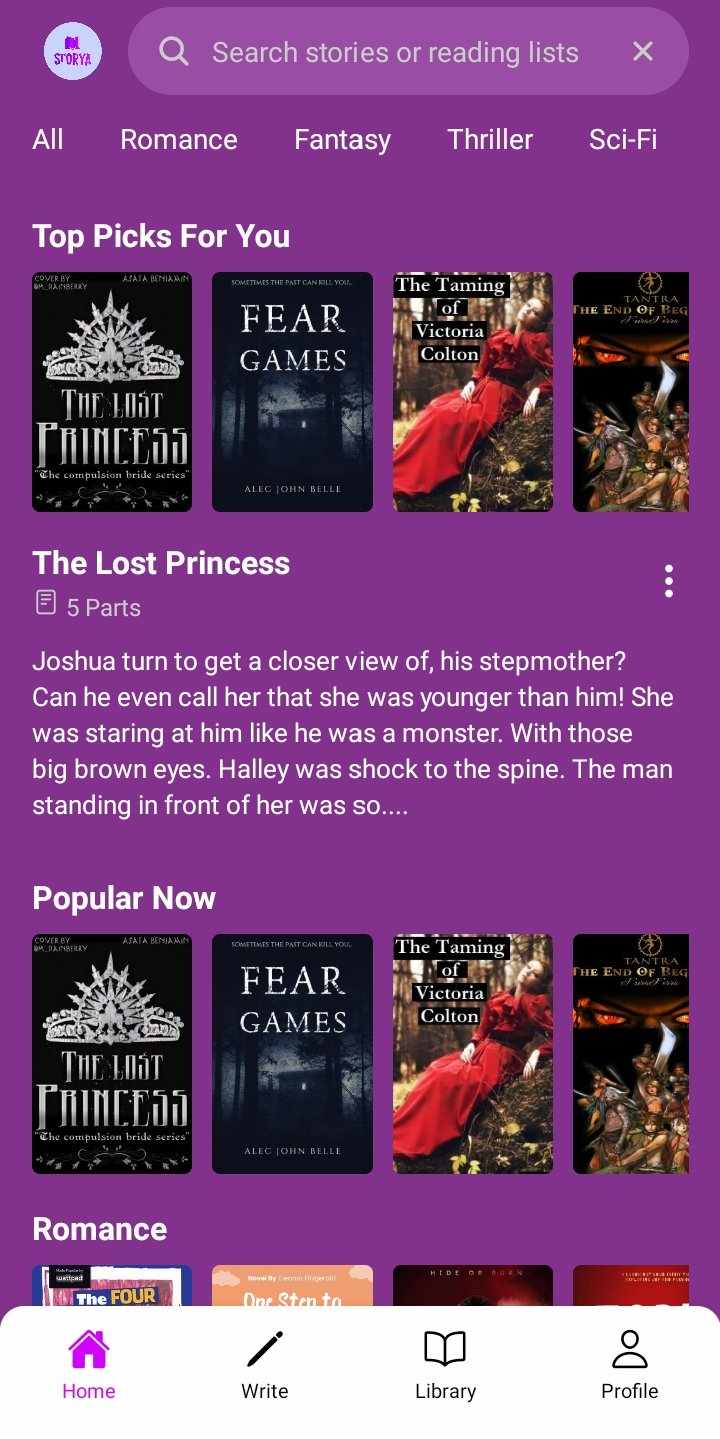 STORYA
Search stories or reading lists
All Romance Fantasy Thriller Sci-Fi
Top Picks For You
COVER BY
@M_RAINBERRY
ASATA BENJAMIN
THE LOST
PRINCESS
"The compulsion bride series"
SOMETIMES THE PAST CAN KILL YOU..
FEAR
GAMES
ALEC JOHN BELLE
The Taming
of
Victoria
Colton
TANTRA
THE END OF BEG
The Lost Princess
5 Parts
Joshua turn to get a closer view of, his stepmother?
Can he even call her that she was younger than him! She
was staring at him like he was a monster. With those
big brown eyes. Halley was shock to the spine. The man
standing in front of her was so....
Popular Now
COVER BY
@M_RAINBERRY
ASATA BENJAMIN
THE LOST
PRINCESS
"The compulsion bride series"
SOMETIMES THE PAST CAN KILL YOU..
FEAR
GAMES
ALEC JOHN BELLE
The Taming
of
Victoria
Colton
TANTRA
THE END OF BEG
Romance
wattpad
The FOUR
Novel By Eleanor Fitzgerald
One Step to
HIDE OR BURN
Home Write Library Profile